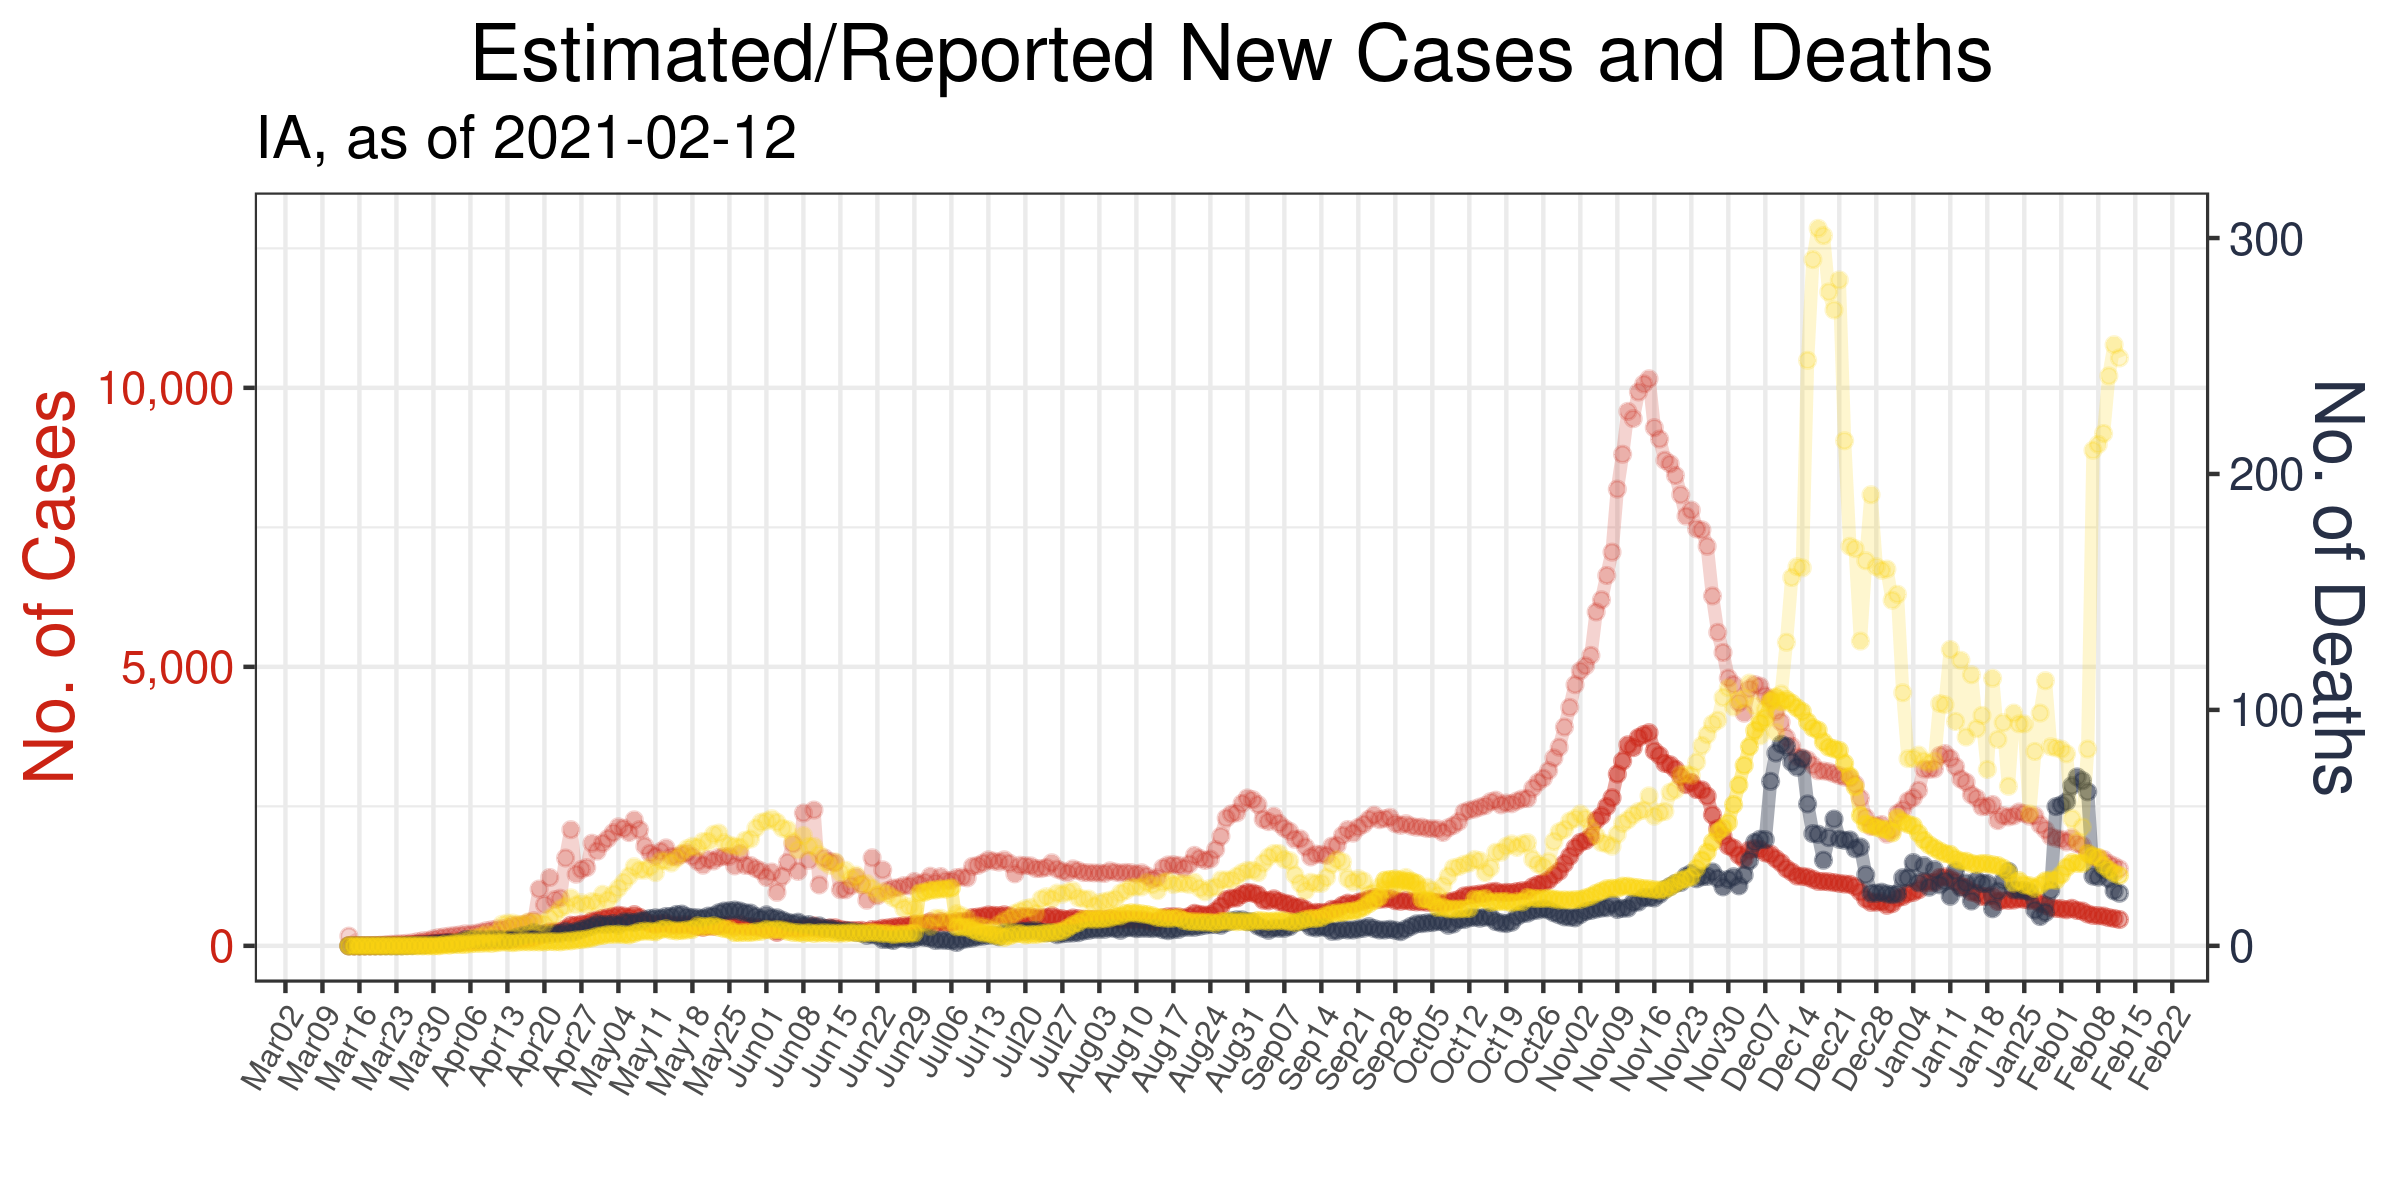 Estimated/Reported New Cases and Deaths
IA, as of 2021-02-12
No. of Cases
10,000
5,000
0
300
200
100
0
No. of Deaths
Mar02
Mar09
Mar16
Mar23
Mar30
Apr06
Apr13
Apr20
Apr27
May04
May11
May18
May25
Jun01
Jun08
Jun15
Jun22
Jun29
Jul06
Jul13
Jul20
Jul27
Aug03
Aug10
Aug17
Aug24
Aug31
Sep07
Sep14
Sep21
Sep28
Oct05
Oct12
Oct19
Oct26
Nov02
Nov09
Nov16
Nov23
Nov30
Dec07
Dec14
Dec21
Dec28
Jan04
Jan11
Jan18
Jan25
Feb01
Feb08
Feb15
Feb22